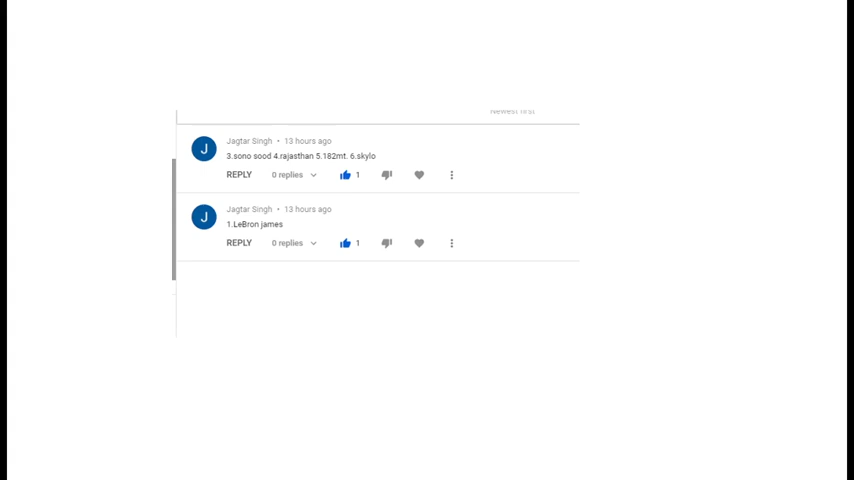 Newest first
J
Jagtar Singh • 13 hours ago
3.sono sood 4.rajasthan 5.182mt. 6.skylo
REPLY 0 replies 1
J
Jagtar Singh • 13 hours ago
1.LeBron james
REPLY 0 replies 1